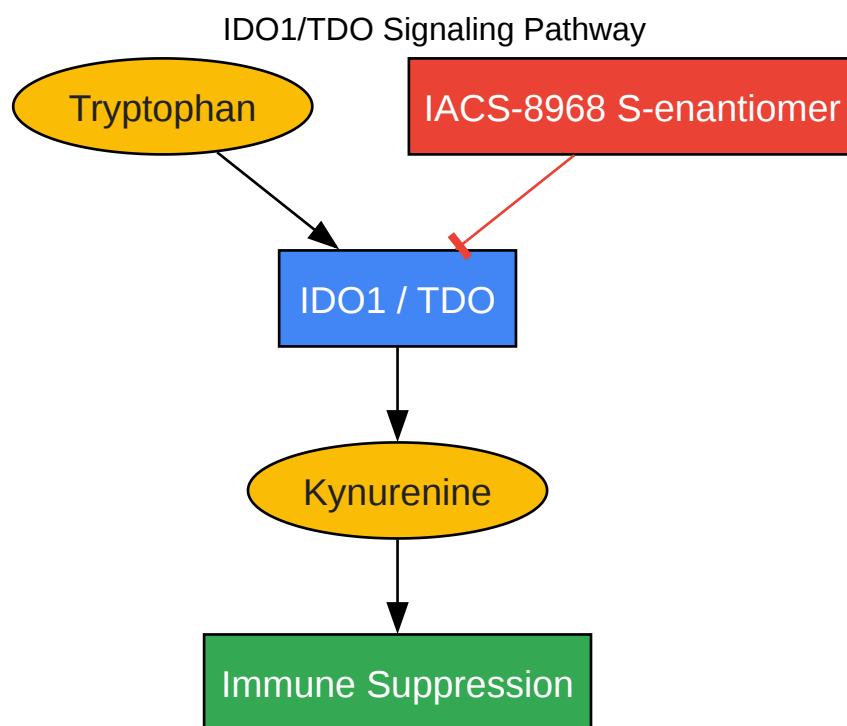 IDO1/TDO Signaling Pathway
Tryptophan
IACS-8968 S-enantiomer
IDO1 / TDO
Kynurenine
Immune Suppression